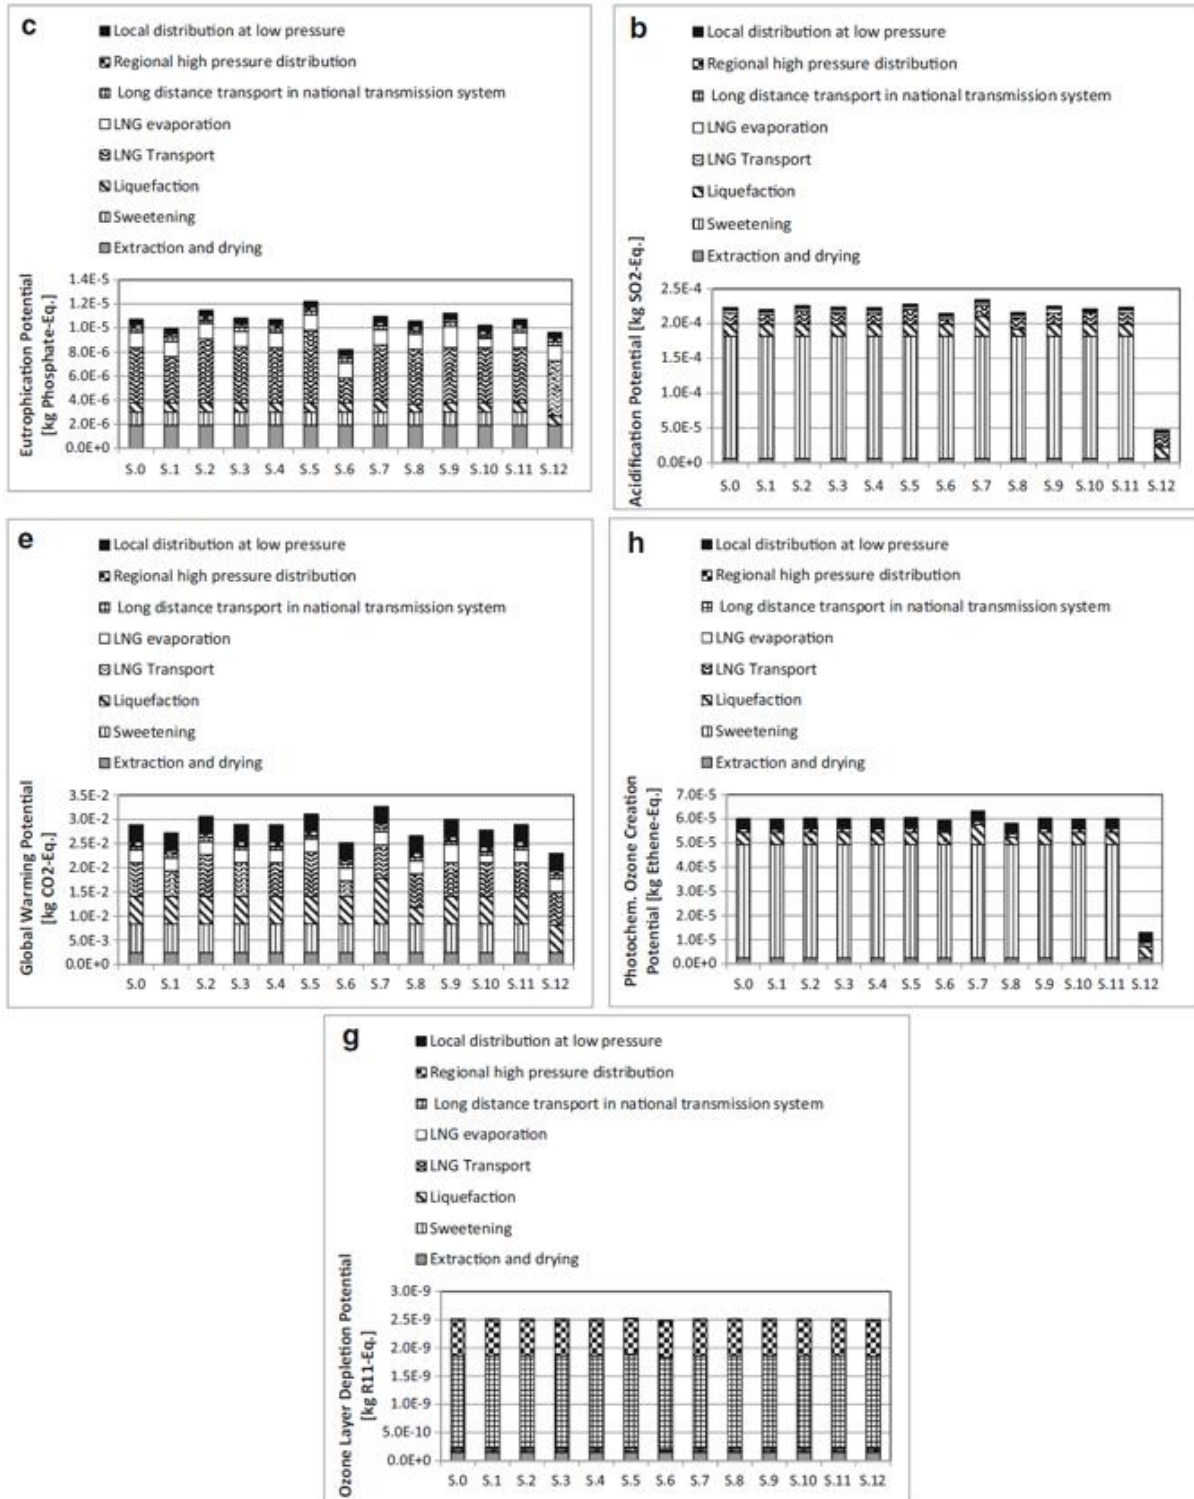 c
Local distribution at low pressure
Regional high pressure distribution
Long distance transport in national transmission system
LNG evaporation
LNG Transport
Liquefaction
Sweetening
Extraction and drying
Eutrophication Potential
[kg Phosphate-Eq.]
1.4E-5
1.2E-5
1.0E-5
8.0E-6
6.0E-6
4.0E-6
2.0E-6
0.0E+0
S.0 S.1 S.2 S.3 S.4 S.5 S.6 S.7 S.8 S.9 S.10 S.11 S.12
b
Local distribution at low pressure
Regional high pressure distribution
Long distance transport in national transmission system
LNG evaporation
LNG Transport
Liquefaction
Sweetening
Extraction and drying
Acidification Potential [kg SO2-Eq.]
2.5E-4
2.0E-4
1.5E-4
1.0E-4
5.0E-5
0.0E+0
S.0 S.1 S.2 S.3 S.4 S.5 S.6 S.7 S.8 S.9 S.10 S.11 S.12
e
Local distribution at low pressure
Regional high pressure distribution
Long distance transport in national transmission system
LNG evaporation
LNG Transport
Liquefaction
Sweetening
Extraction and drying
Global Warming Potential
[kg CO2-Eq.]
3.5E-2
3.0E-2
2.5E-2
2.0E-2
1.5E-2
1.0E-2
5.0E-3
0.0E+0
S.0 S.1 S.2 S.3 S.4 S.5 S.6 S.7 S.8 S.9 S.10 S.11 S.12
h
Local distribution at low pressure
Regional high pressure distribution
Long distance transport in national transmission system
LNG evaporation
LNG Transport
Liquefaction
Sweetening
Extraction and drying
Photochem. Ozone Creation
Potential [kg Ethene-Eq.]
7.0E-5
6.0E-5
5.0E-5
4.0E-5
3.0E-5
2.0E-5
1.0E-5
0.0E+0
S.0 S.1 S.2 S.3 S.4 S.5 S.6 S.7 S.8 S.9 S.10 S.11 S.12
g
Local distribution at low pressure
Regional high pressure distribution
Long distance transport in national transmission system
LNG evaporation
LNG Transport
Liquefaction
Sweetening
Extraction and drying
Ozone Layer Depletion Potential
[kg R11-Eq.]
3.0E-9
2.5E-9
2.0E-9
1.5E-9
1.0E-9
5.0E-10
0.0E+0
S.0 S.1 S.2 S.3 S.4 S.5 S.6 S.7 S.8 S.9 S.10 S.11 S.12